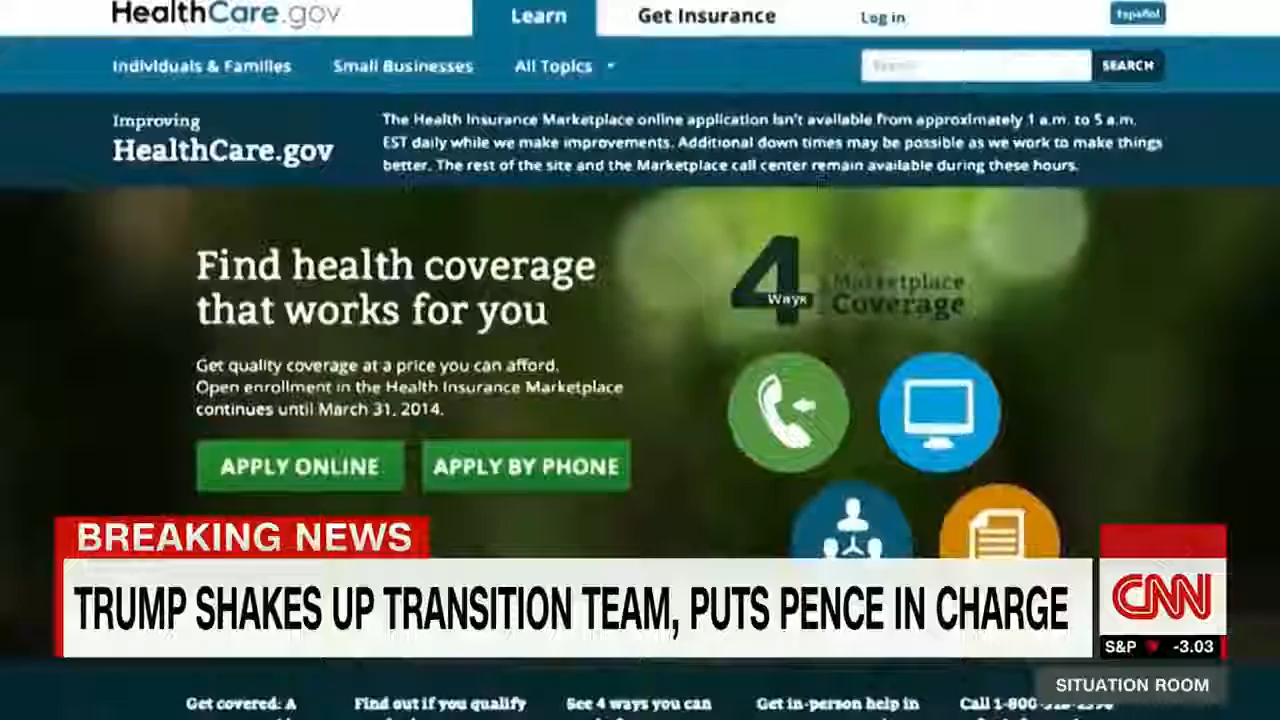 HealthCare.gov
Learn
Get Insurance
Log in
Español
Individuals & Families
Small Businesses
All Topics
Search
SEARCH
Improving
HealthCare.gov
The Health Insurance Marketplace online application isn't available from approximately 1 a.m. to 5 a.m.
EST daily while we make improvements. Additional down times may be possible as we work to make things
better. The rest of the site and the Marketplace call center remain available during these hours.
Find health coverage
that works for you
Get quality coverage at a price you can afford.
Open enrollment in the Health Insurance Marketplace
continues until March 31, 2014.
APPLY ONLINE
APPLY BY PHONE
4
Ways
Marketplace
Coverage
BREAKING NEWS
TRUMP SHAKES UP TRANSITION TEAM, PUTS PENCE IN CHARGE
CNN
S&P ▼ -3.03
SITUATION ROOM
Get covered: A
Find out if you qualify
See 4 ways you can
Get in-person help in
Call 1-800-